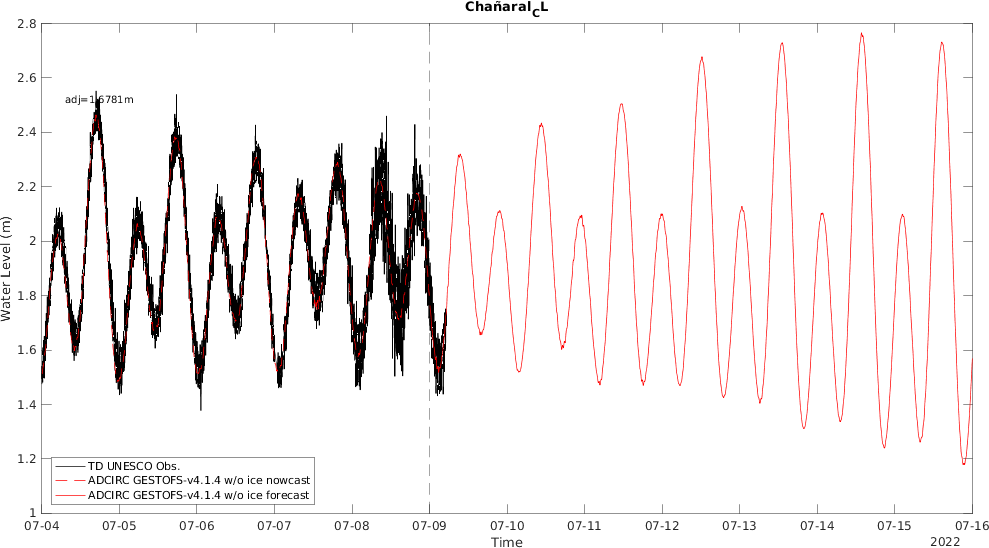 Chañaral_CL
2.8
2.6
2.4
2.2
2
1.8
1.6
1.4
1.2
1
Water Level (m)
adj=1.6781m
TD UNESCO Obs.
ADCIRC GESTOFS-v4.1.4 w/o ice nowcast
ADCIRC GESTOFS-v4.1.4 w/o ice forecast
07-04 07-05 07-06 07-07 07-08 07-09 07-10 07-11 07-12 07-13 07-14 07-15 07-16
Time
2022